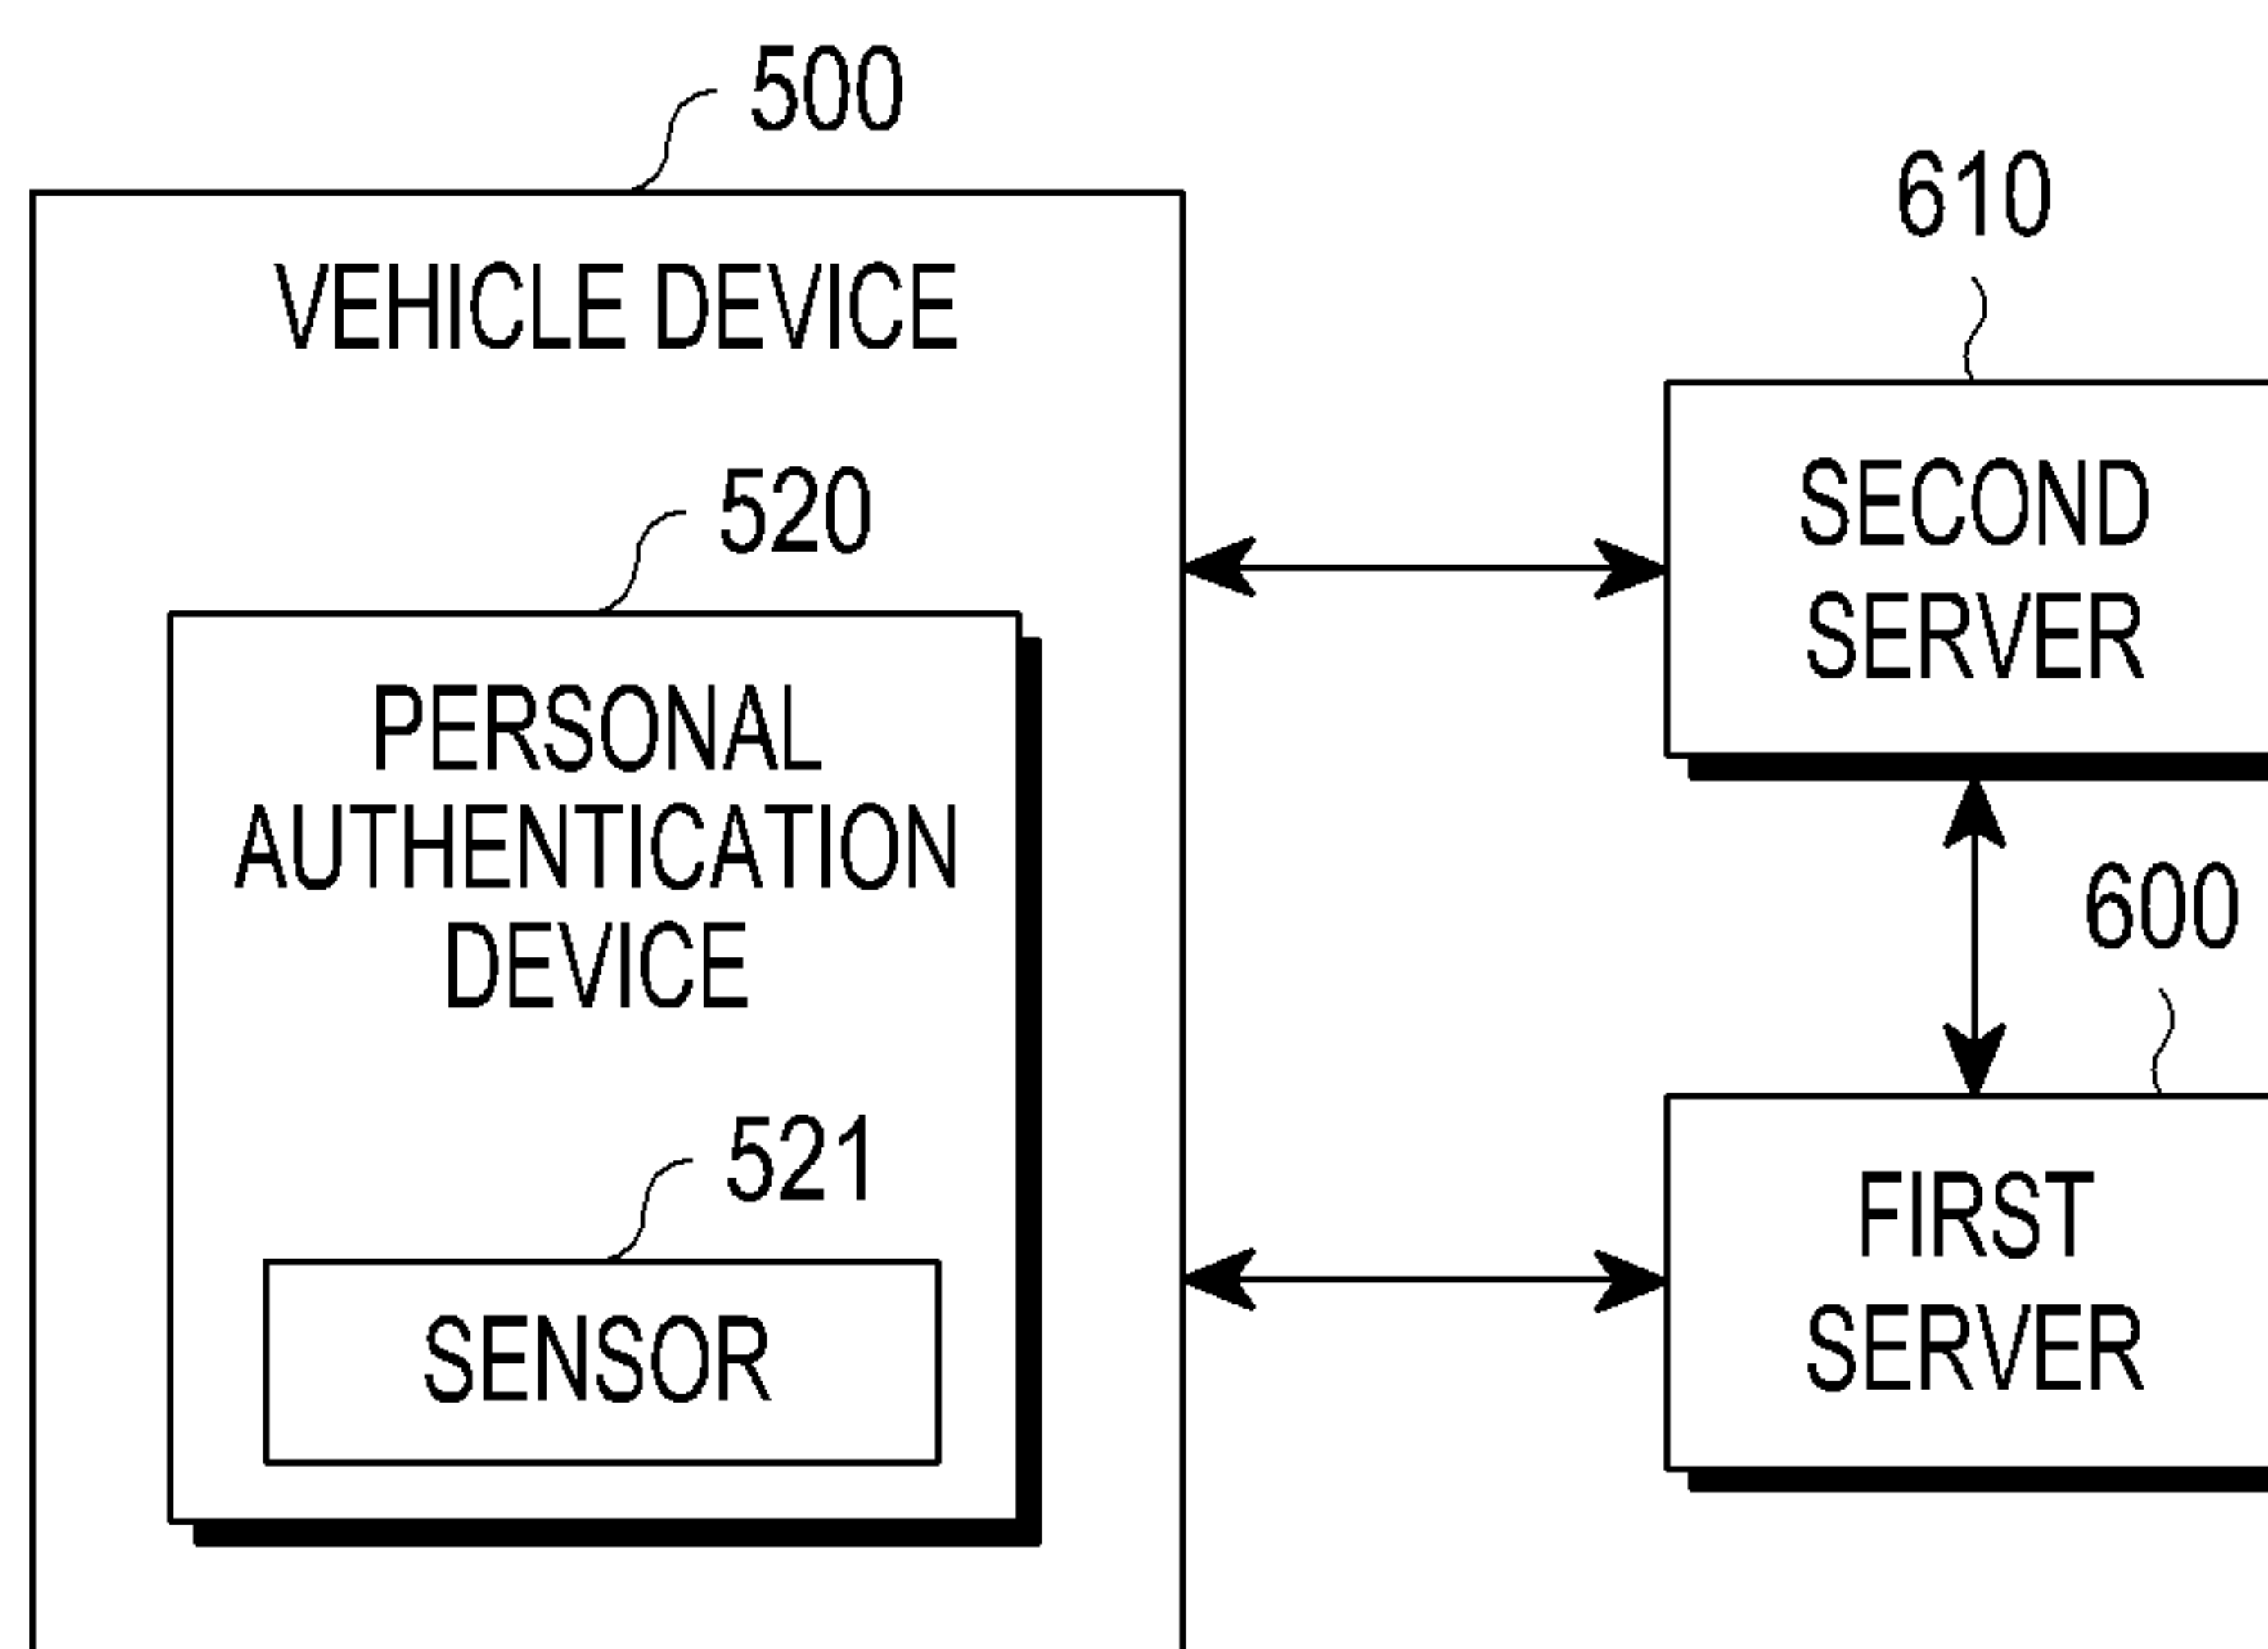 500
VEHICLE DEVICE
520
PERSONAL
AUTHENTICATION
DEVICE
521
SENSOR
610
SECOND
SERVER
600
FIRST
SERVER